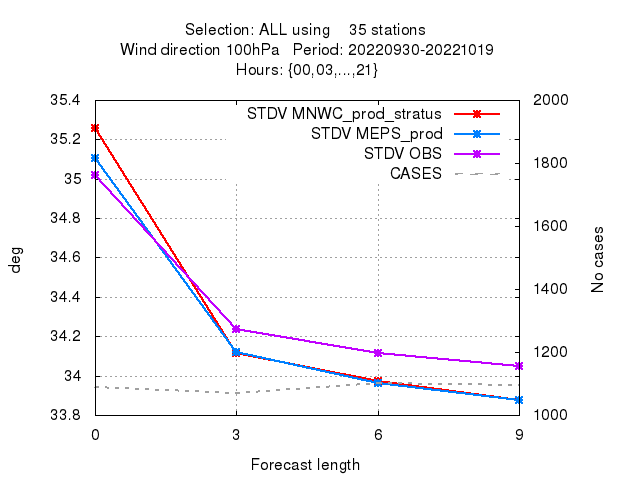 Selection: ALL using 35 stations
Wind direction 100hPa Period: 20220930-20221019
Hours: {00,03,...,21}
STDV MNWC_prod_stratus
STDV MEPS_prod
STDV OBS
CASES
35.4
35.2
35
34.8
34.6
34.4
34.2
34
33.8
deg
2000
1800
1600
1400
1200
1000
No cases
0 3 6 9
Forecast length